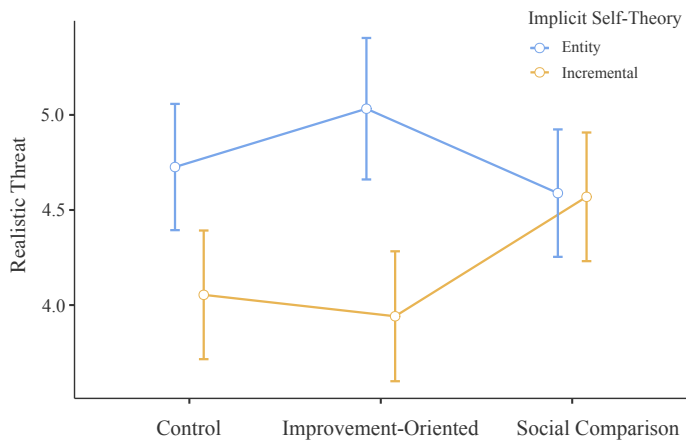 Implicit Self-Theory
Entity
Incremental
Realistic Threat
5.0
4.5
4.0
Control
Improvement-Oriented
Social Comparison